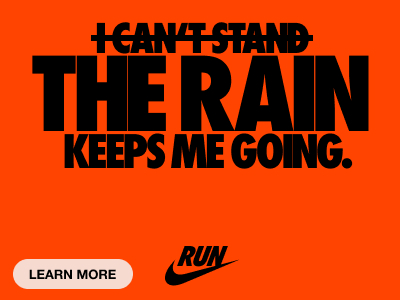 I CAN'T STAND
THE RAIN
KEEPS ME GOING.
RUN
LEARN MORE